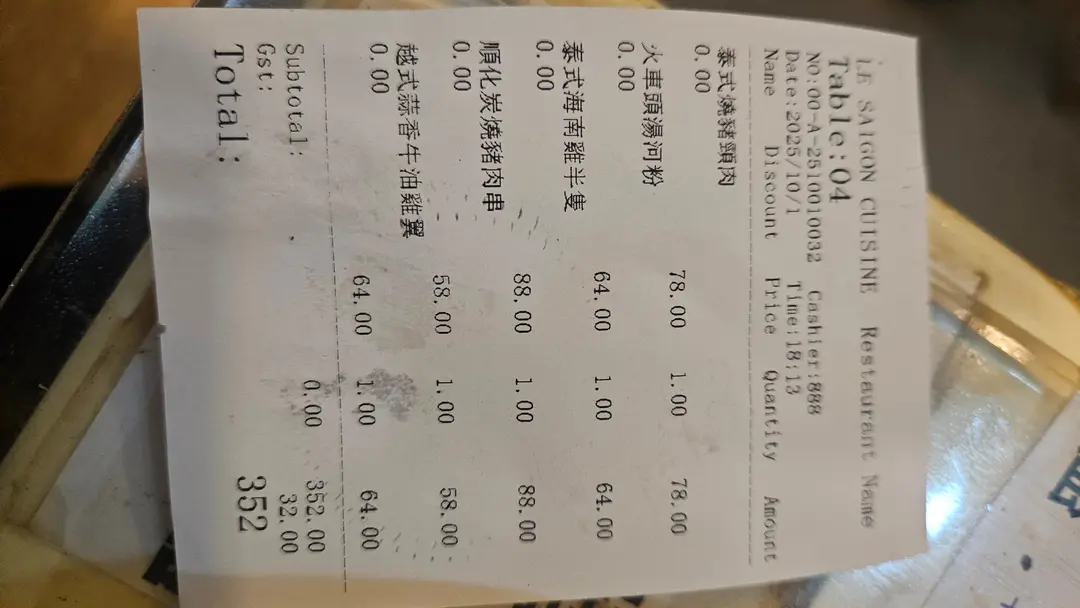 LE SAIGON CUISINE Restaurant Name
Table:04
NO:00-A-2510010032 Cashier:888
Date:2025/10/1 Time:18:13
Name Discount Price Quantity Amount
泰式燒豬頸肉
0.00 78.00 1.00 78.00
火車頭湯河粉
0.00 64.00 1.00 64.00
泰式海南雞半隻
0.00 88.00 1.00 88.00
順化炭燒豬肉串
0.00 58.00 1.00 58.00
越式蒜香牛油雞翼
0.00 64.00 1.00 64.00
Subtotal: 0.00 352.00
Gst: 32.00
Total: 352